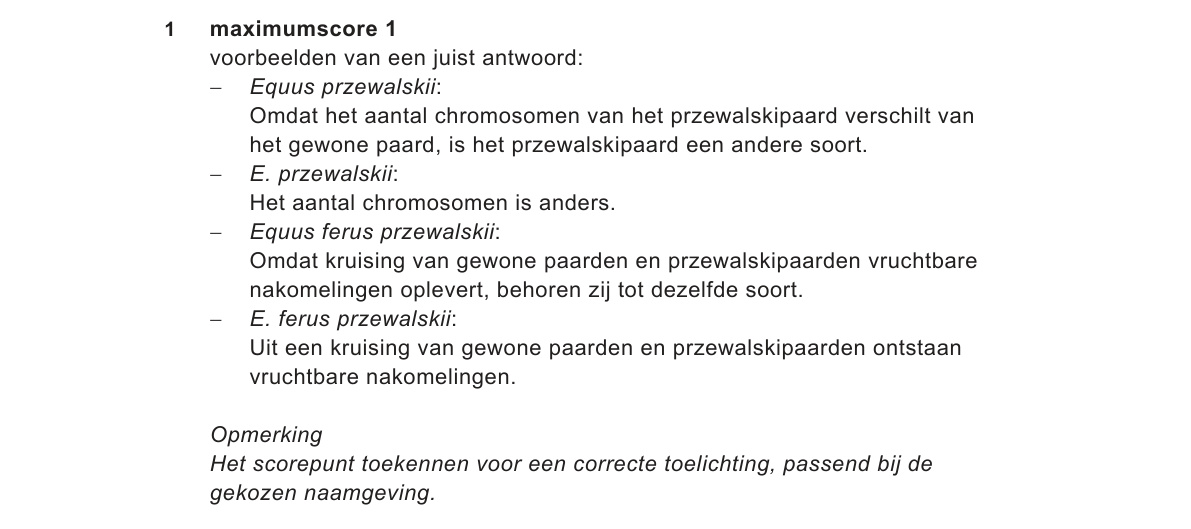 1 maximumscore 1
voorbeelden van een juist antwoord:
– Equus przewalskii:
Omdat het aantal chromosomen van het przewalskipaard verschilt van
het gewone paard, is het przewalskipaard een andere soort.
– E. przewalskii:
Het aantal chromosomen is anders.
– Equus ferus przewalskii:
Omdat kruising van gewone paarden en przewalskipaarden vruchtbare
nakomelingen oplevert, behoren zij tot dezelfde soort.
– E. ferus przewalskii:
Uit een kruising van gewone paarden en przewalskipaarden ontstaan
vruchtbare nakomelingen.
Opmerking
Het scorepunt toekennen voor een correcte toelichting, passend bij de
gekozen naamgeving.